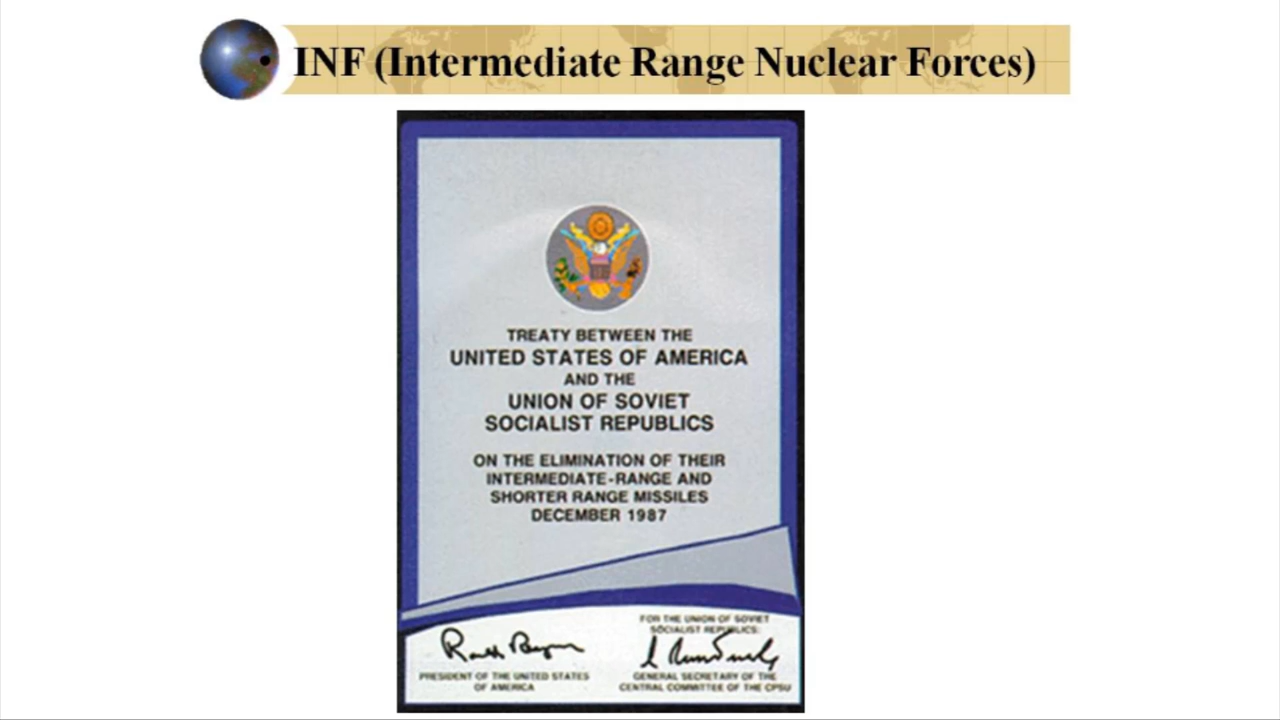 INF (Intermediate Range Nuclear Forces)
TREATY BETWEEN THE
UNITED STATES OF AMERICA
AND THE
UNION OF SOVIET
SOCIALIST REPUBLICS
ON THE ELIMINATION OF THEIR
INTERMEDIATE-RANGE AND
SHORTER RANGE MISSILES
DECEMBER 1987
FOR THE UNION OF SOVIET
SOCIALIST REPUBLICS:
PRESIDENT OF THE UNITED STATES
OF AMERICA
GENERAL SECRETARY OF THE
CENTRAL COMMITTEE OF THE CPSU